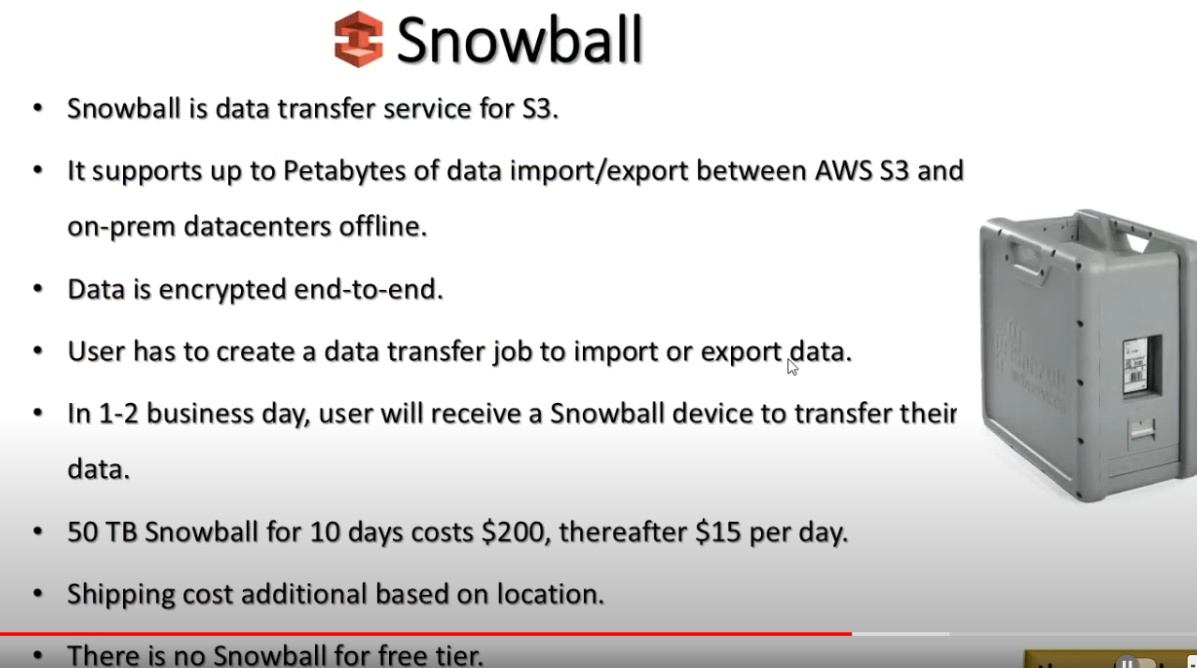 Snowball
• Snowball is data transfer service for S3.
• It supports up to Petabytes of data import/export between AWS S3 and
on-prem datacenters offline.
• Data is encrypted end-to-end.
• User has to create a data transfer job to import or export data.
• In 1-2 business day, user will receive a Snowball device to transfer their
data.
• 50 TB Snowball for 10 days costs $200, thereafter $15 per day.
• Shipping cost additional based on location.
• There is no Snowball for free tier.